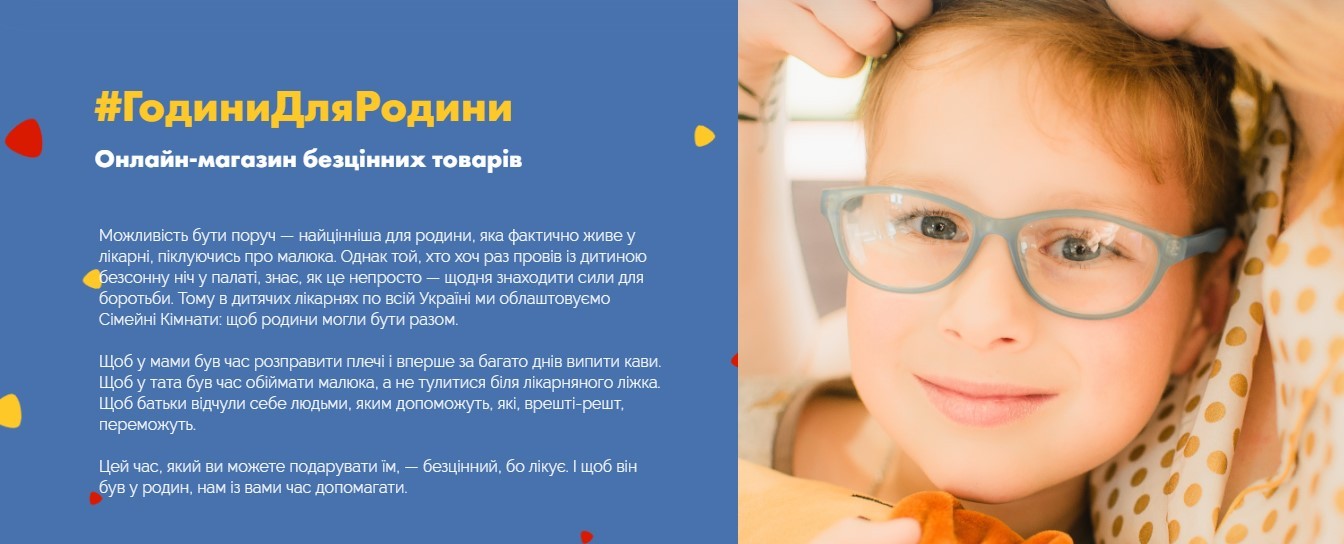 #ГодиниДляРодини
Онлайн-магазин безцінних товарів
Можливість бути поруч — найцінніша для родини, яка фактично живе у
лікарні, піклуючись про малюка. Однак той, хто хоч раз провів із дитиною
безсонну ніч у палаті, знає, як це непросто — щодня знаходити сили для
боротьби. Тому в дитячих лікарнях по всій Україні ми облаштовуємо
Сімейні Кімнати: щоб родини могли бути разом.
Щоб у мами був час розправити плечі і вперше за багато днів випити кави.
Щоб у тата був час обіймати малюка, а не тулитися біля лікарняного ліжка.
Щоб батьки відчули себе людьми, яким допоможуть, які, врешті-решт,
переможуть.
Цей час, який ви можете подарувати їм, — безцінний, бо лікує. І щоб він
був у родин, нам із вами час допомагати.